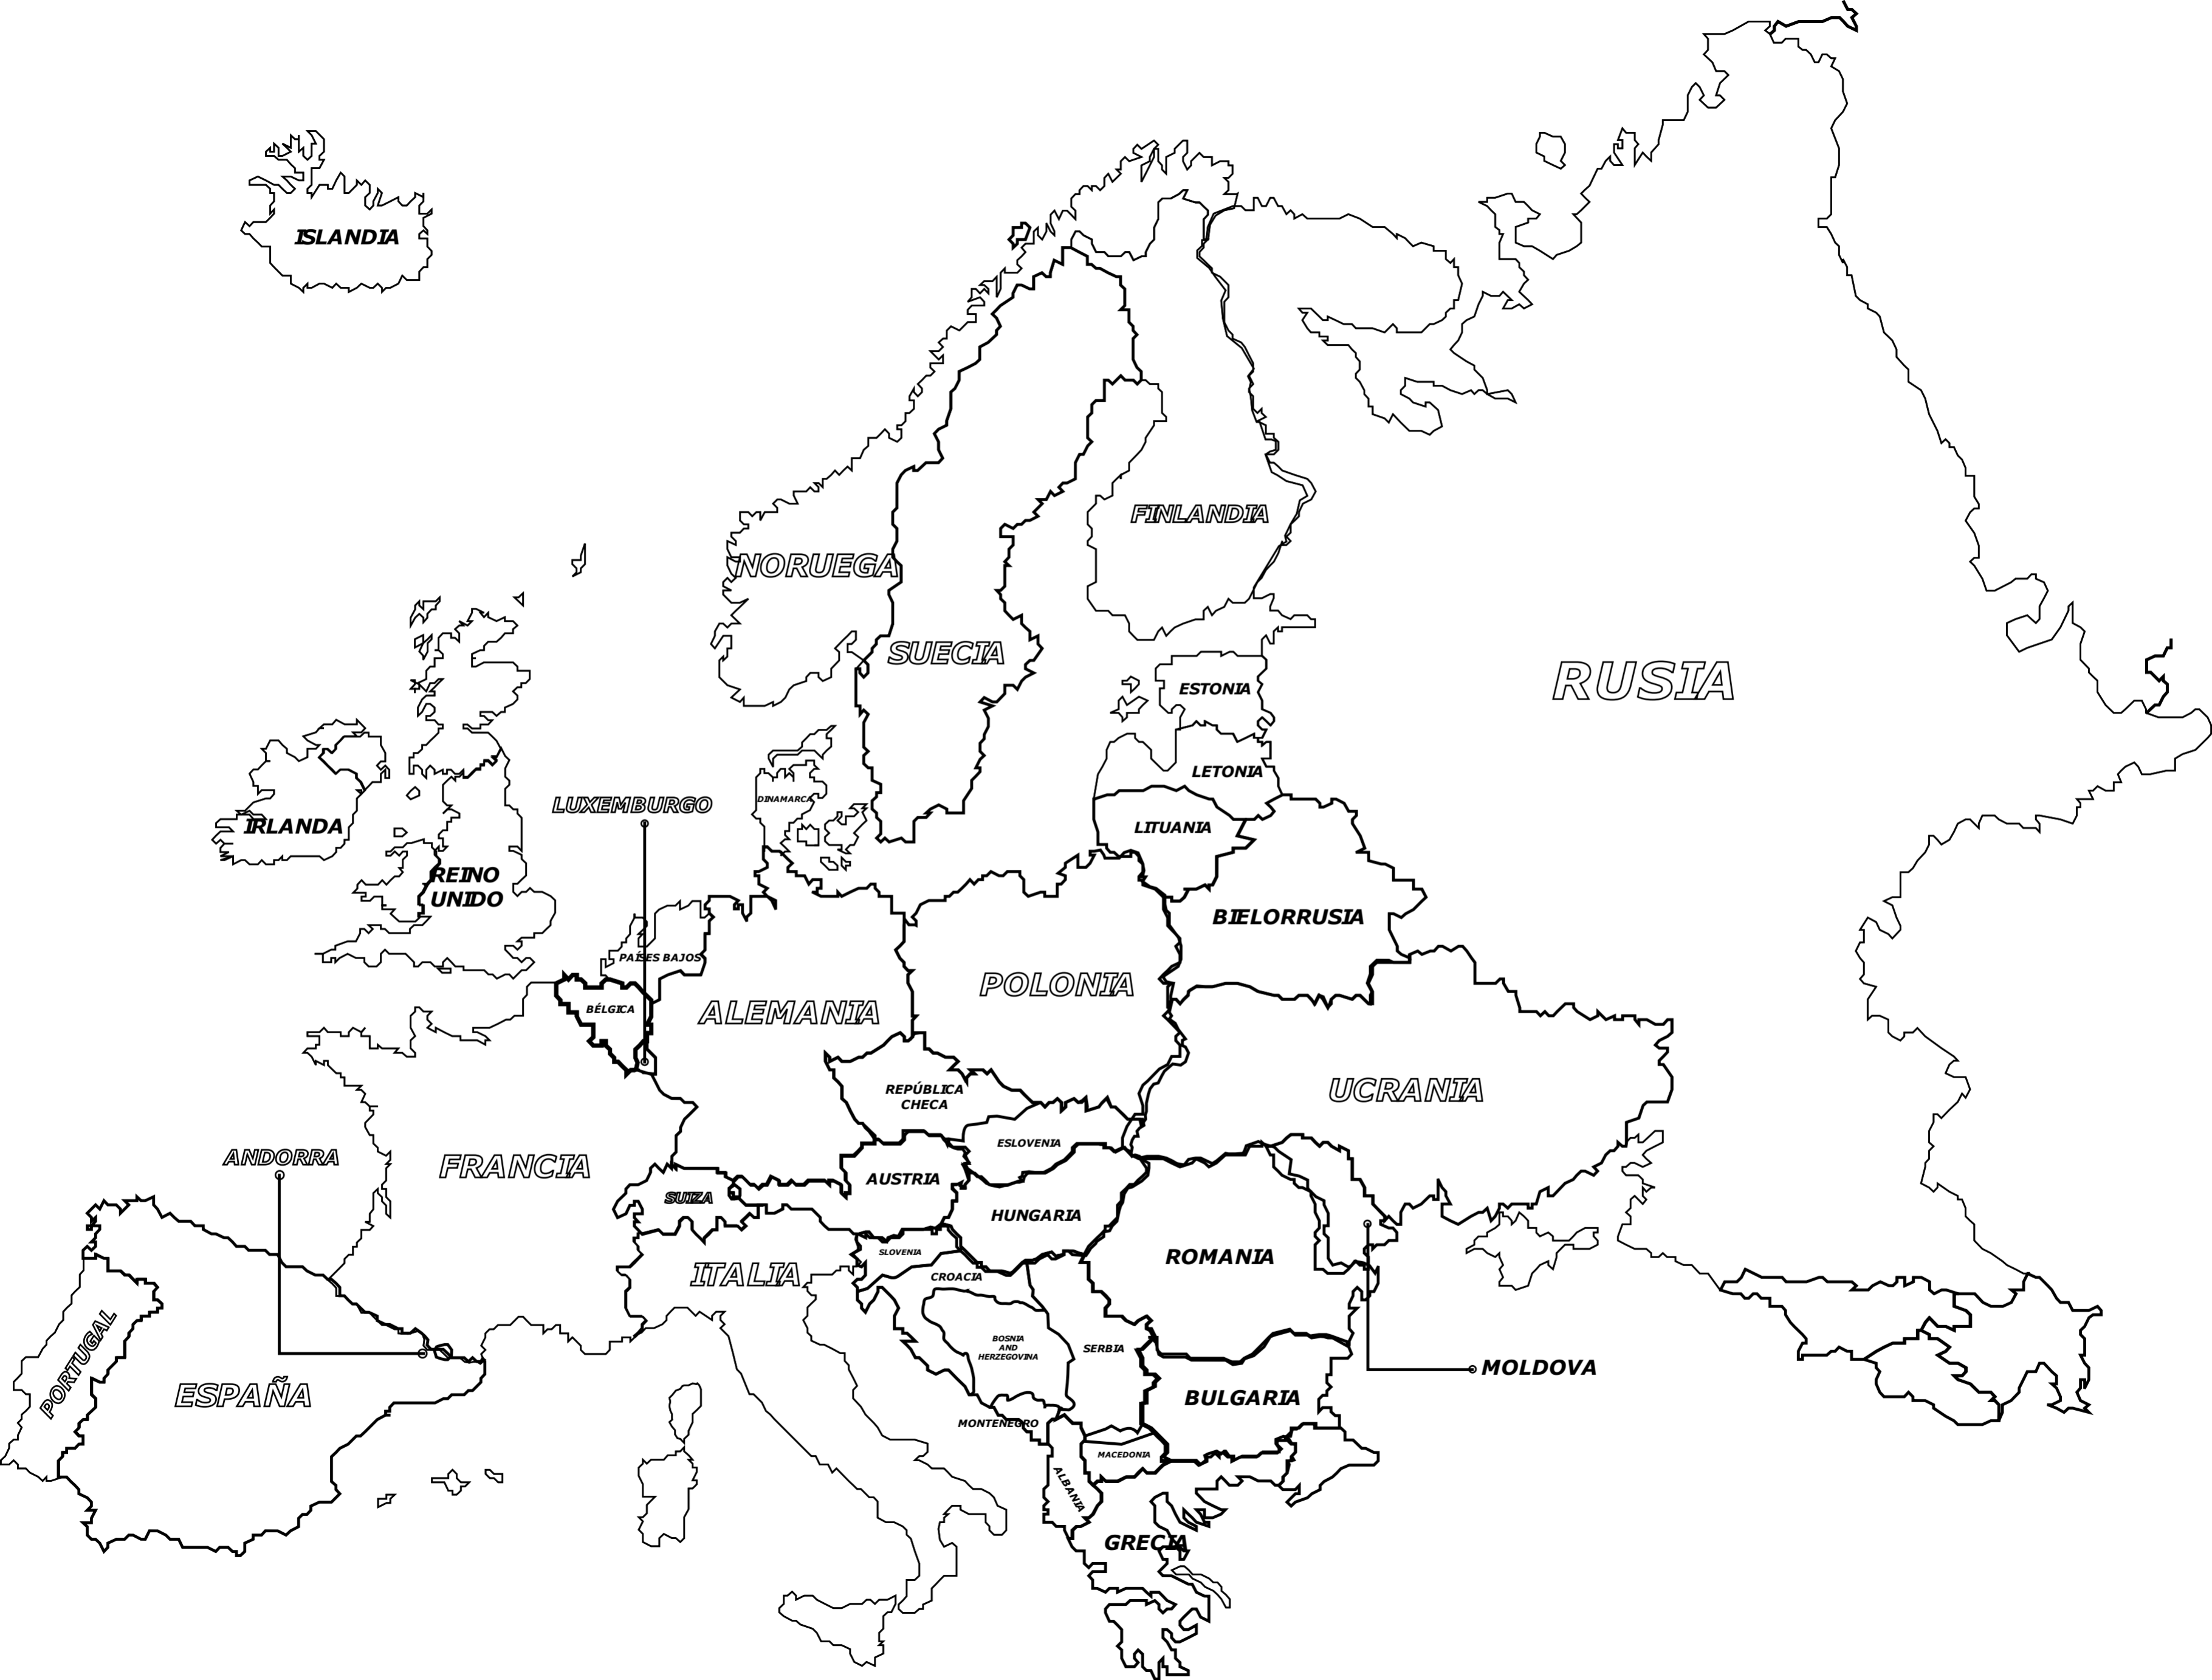 ISLANDIA
FINLANDIA
NORUEGA
SUECIA
RUSIA
ESTONIA
LETONIA
DINAMARCA
LUXEMBURGO
IRLANDA
LITUANIA
REINO
UNIDO
BIELORRUSIA
PAÍSES BAJOS
POLONIA
BÉLGICA
ALEMANIA
UCRANIA
REPÚBLICA
CHECA
ESLOVENIA
ANDORRA
FRANCIA
AUSTRIA
SUIZA
HUNGARIA
SLOVENIA
ROMANIA
ITALIA
CROACIA
PORTUGAL
BOSNIA
AND
HERZEGOVINA
SERBIA
MOLDOVA
ESPAÑA
BULGARIA
MONTENEGRO
MACEDONIA
ALBANIA
GRECIA